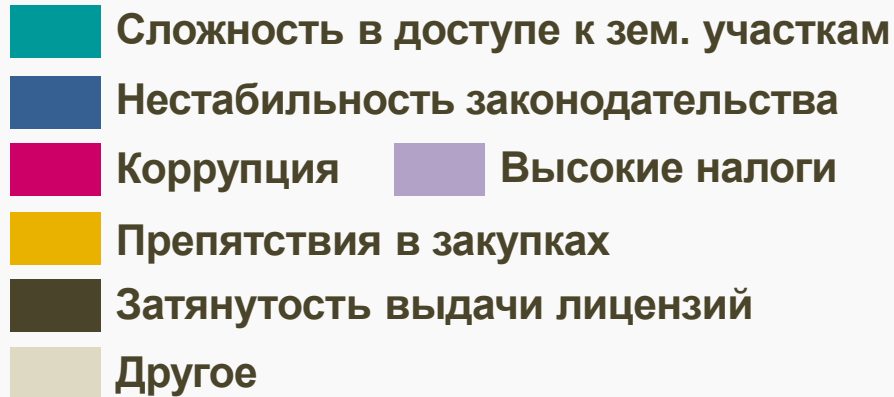 Сложность в доступе к зем. участкам
Нестабильность законодательства
Коррупция Высокие налоги
Препятствия в закупках
Затянутость выдачи лицензий
Другое